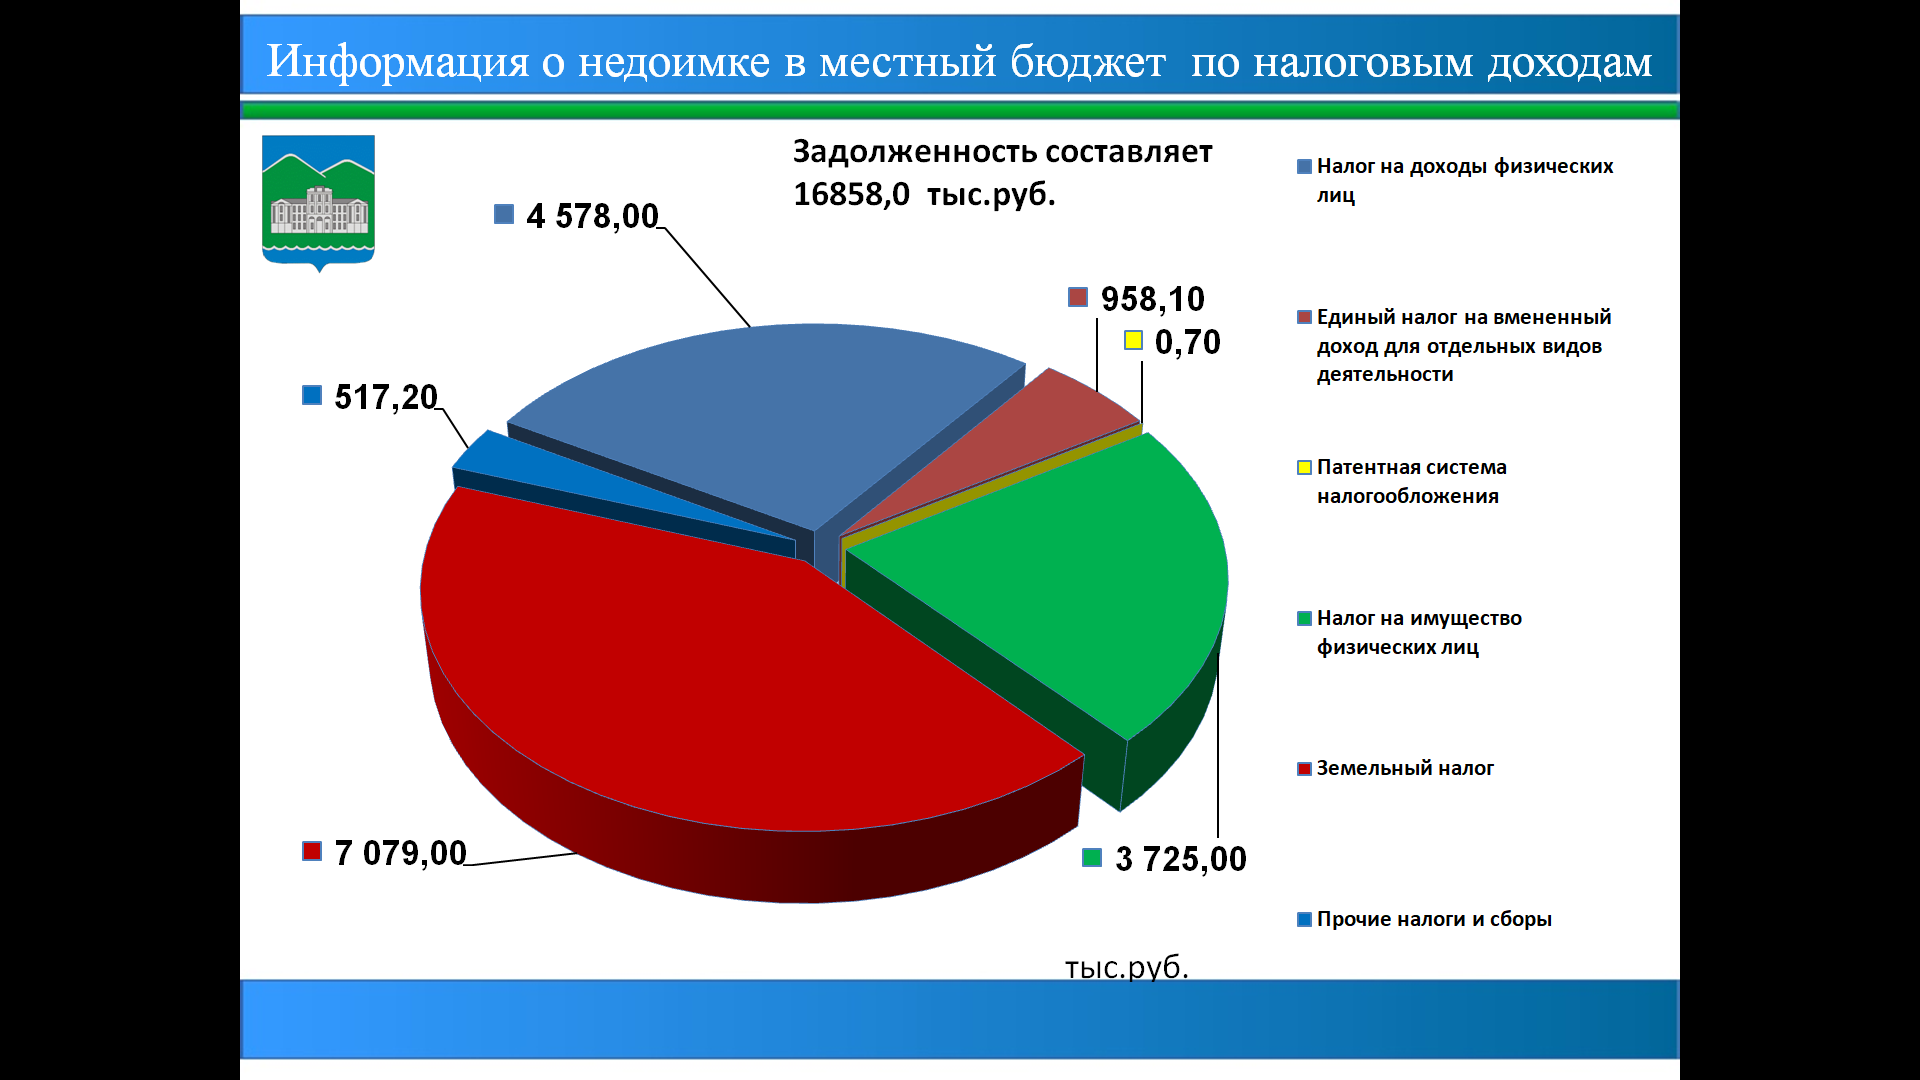 Информация о недоимке в местный бюджет по налоговым доходам
Задолженность составляет
16858,0 тыс.руб.
4 578,00
958,10
0,70
517,20
7 079,00
3 725,00
Налог на доходы физических
лиц
Единый налог на вмененный
доход для отдельных видов
деятельности
Патентная система
налогообложения
Налог на имущество
физических лиц
Земельный налог
Прочие налоги и сборы
тыс.руб.